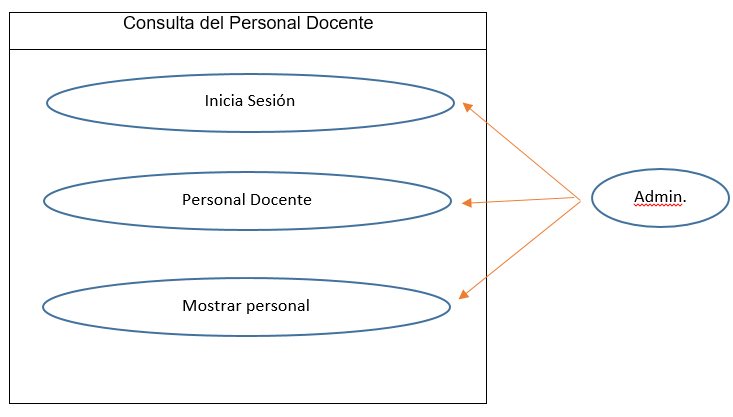 Consulta del Personal Docente
Inicia Sesión
Personal Docente
Admin.
Mostrar personal